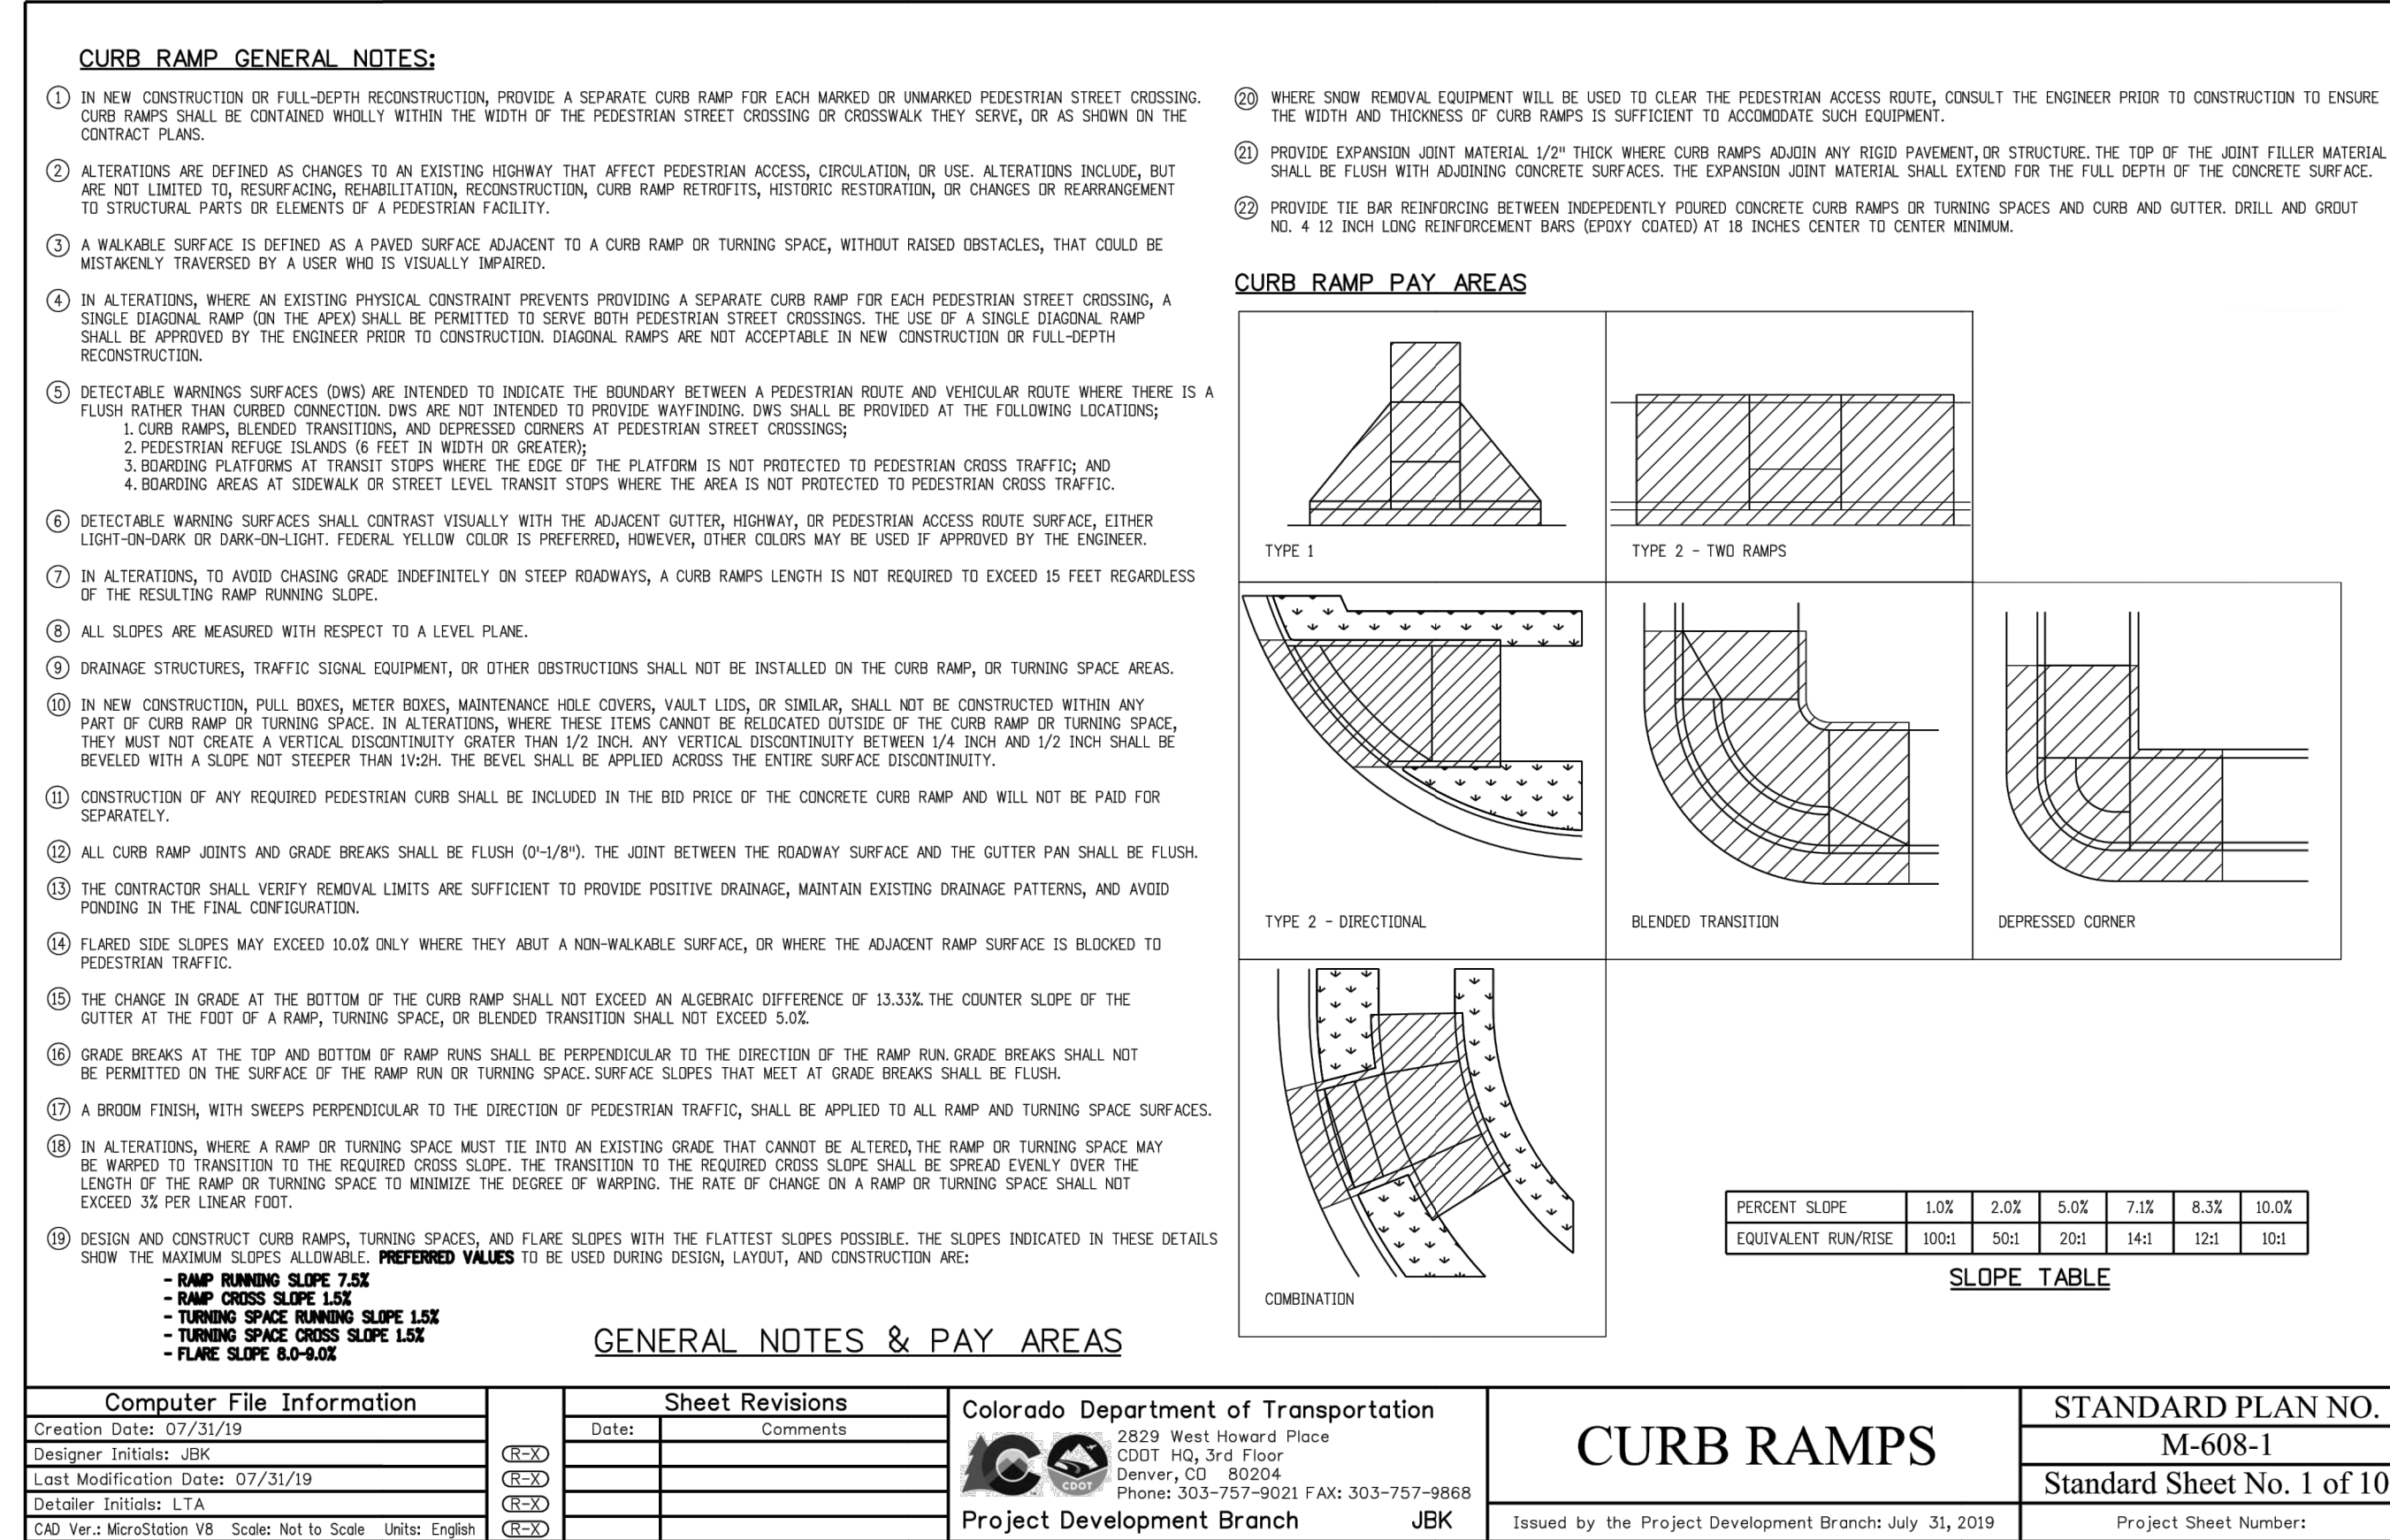 CURB RAMP GENERAL NOTES:
1 IN NEW CONSTRUCTION OR FULL-DEPTH RECONSTRUCTION, PROVIDE A SEPARATE CURB RAMP FOR EACH MARKED OR UNMARKED PEDESTRIAN STREET CROSSING.
CURB RAMPS SHALL BE CONTAINED WHOLLY WITHIN THE WIDTH OF THE PEDESTRIAN STREET CROSSING OR CROSSWALK THEY SERVE, OR AS SHOWN ON THE
CONTRACT PLANS.
2 ALTERATIONS ARE DEFINED AS CHANGES TO AN EXISTING HIGHWAY THAT AFFECT PEDESTRIAN ACCESS, CIRCULATION, OR USE. ALTERATIONS INCLUDE, BUT
ARE NOT LIMITED TO, RESURFACING, REHABILITATION, RECONSTRUCTION, CURB RAMP RETROFITS, HISTORIC RESTORATION, OR CHANGES OR REARRANGEMENT
TO STRUCTURAL PARTS OR ELEMENTS OF A PEDESTRIAN FACILITY.
3 A WALKABLE SURFACE IS DEFINED AS A PAVED SURFACE ADJACENT TO A CURB RAMP OR TURNING SPACE, WITHOUT RAISED OBSTACLES, THAT COULD BE
MISTAKENLY TRAVERSED BY A USER WHO IS VISUALLY IMPAIRED.
4 IN ALTERATIONS, WHERE AN EXISTING PHYSICAL CONSTRAINT PREVENTS PROVIDING A SEPARATE CURB RAMP FOR EACH PEDESTRIAN STREET CROSSING, A
SINGLE DIAGONAL RAMP (ON THE APEX) SHALL BE PERMITTED TO SERVE BOTH PEDESTRIAN STREET CROSSINGS. THE USE OF A SINGLE DIAGONAL RAMP
SHALL BE APPROVED BY THE ENGINEER PRIOR TO CONSTRUCTION. DIAGONAL RAMPS ARE NOT ACCEPTABLE IN NEW CONSTRUCTION OR FULL-DEPTH
RECONSTRUCTION.
5 DETECTABLE WARNINGS SURFACES (DWS) ARE INTENDED TO INDICATE THE BOUNDARY BETWEEN A PEDESTRIAN ROUTE AND VEHICULAR ROUTE WHERE THERE IS A
FLUSH RATHER THAN CURBED CONNECTION. DWS ARE NOT INTENDED TO PROVIDE WAYFINDING. DWS SHALL BE PROVIDED AT THE FOLLOWING LOCATIONS;
1. CURB RAMPS, BLENDED TRANSITIONS, AND DEPRESSED CORNERS AT PEDESTRIAN STREET CROSSINGS;
2. PEDESTRIAN REFUGE ISLANDS (6 FEET IN WIDTH OR GREATER);
3. BOARDING PLATFORMS AT TRANSIT STOPS WHERE THE EDGE OF THE PLATFORM IS NOT PROTECTED TO PEDESTRIAN CROSS TRAFFIC; AND
4. BOARDING AREAS AT SIDEWALK OR STREET LEVEL TRANSIT STOPS WHERE THE AREA IS NOT PROTECTED TO PEDESTRIAN CROSS TRAFFIC.
6 DETECTABLE WARNING SURFACES SHALL CONTRAST VISUALLY WITH THE ADJACENT GUTTER, HIGHWAY, OR PEDESTRIAN ACCESS ROUTE SURFACE, EITHER
LIGHT-ON-DARK OR DARK-ON-LIGHT. FEDERAL YELLOW COLOR IS PREFERRED, HOWEVER, OTHER COLORS MAY BE USED IF APPROVED BY THE ENGINEER.
7 IN ALTERATIONS, TO AVOID CHASING GRADE INDEFINITELY ON STEEP ROADWAYS, A CURB RAMPS LENGTH IS NOT REQUIRED TO EXCEED 15 FEET REGARDLESS
OF THE RESULTING RAMP RUNNING SLOPE.
8 ALL SLOPES ARE MEASURED WITH RESPECT TO A LEVEL PLANE.
9 DRAINAGE STRUCTURES, TRAFFIC SIGNAL EQUIPMENT, OR OTHER OBSTRUCTIONS SHALL NOT BE INSTALLED ON THE CURB RAMP, OR TURNING SPACE AREAS.
10 IN NEW CONSTRUCTION, PULL BOXES, METER BOXES, MAINTENANCE HOLE COVERS, VAULT LIDS, OR SIMILAR, SHALL NOT BE CONSTRUCTED WITHIN ANY
PART OF CURB RAMP OR TURNING SPACE. IN ALTERATIONS, WHERE THESE ITEMS CANNOT BE RELOCATED OUTSIDE OF THE CURB RAMP OR TURNING SPACE,
THEY MUST NOT CREATE A VERTICAL DISCONTINUITY GRATER THAN 1/2 INCH. ANY VERTICAL DISCONTINUITY BETWEEN 1/4 INCH AND 1/2 INCH SHALL BE
BEVELED WITH A SLOPE NOT STEEPER THAN 1V:2H. THE BEVEL SHALL BE APPLIED ACROSS THE ENTIRE SURFACE DISCONTINUITY.
11 CONSTRUCTION OF ANY REQUIRED PEDESTRIAN CURB SHALL BE INCLUDED IN THE BID PRICE OF THE CONCRETE CURB RAMP AND WILL NOT BE PAID FOR
SEPARATELY.
12 ALL CURB RAMP JOINTS AND GRADE BREAKS SHALL BE FLUSH (0'-1/8"). THE JOINT BETWEEN THE ROADWAY SURFACE AND THE GUTTER PAN SHALL BE FLUSH.
13 THE CONTRACTOR SHALL VERIFY REMOVAL LIMITS ARE SUFFICIENT TO PROVIDE POSITIVE DRAINAGE, MAINTAIN EXISTING DRAINAGE PATTERNS, AND AVOID
PONDING IN THE FINAL CONFIGURATION.
14 FLARED SIDE SLOPES MAY EXCEED 10.0% ONLY WHERE THEY ABUT A NON-WALKABLE SURFACE, OR WHERE THE ADJACENT RAMP SURFACE IS BLOCKED TO
PEDESTRIAN TRAFFIC.
15 THE CHANGE IN GRADE AT THE BOTTOM OF THE CURB RAMP SHALL NOT EXCEED AN ALGEBRAIC DIFFERENCE OF 13.33%. THE COUNTER SLOPE OF THE
GUTTER AT THE FOOT OF A RAMP, TURNING SPACE, OR BLENDED TRANSITION SHALL NOT EXCEED 5.0%.
16 GRADE BREAKS AT THE TOP AND BOTTOM OF RAMP RUNS SHALL BE PERPENDICULAR TO THE DIRECTION OF THE RAMP RUN. GRADE BREAKS SHALL NOT
BE PERMITTED ON THE SURFACE OF THE RAMP RUN OR TURNING SPACE. SURFACE SLOPES THAT MEET AT GRADE BREAKS SHALL BE FLUSH.
17 A BROOM FINISH, WITH SWEEPS PERPENDICULAR TO THE DIRECTION OF PEDESTRIAN TRAFFIC, SHALL BE APPLIED TO ALL RAMP AND TURNING SPACE SURFACES.
18 IN ALTERATIONS, WHERE A RAMP OR TURNING SPACE MUST TIE INTO AN EXISTING GRADE THAT CANNOT BE ALTERED, THE RAMP OR TURNING SPACE MAY
BE WARPED TO TRANSITION TO THE REQUIRED CROSS SLOPE. THE TRANSITION TO THE REQUIRED CROSS SLOPE SHALL BE SPREAD EVENLY OVER THE
LENGTH OF THE RAMP OR TURNING SPACE TO MINIMIZE THE DEGREE OF WARPING. THE RATE OF CHANGE ON A RAMP OR TURNING SPACE SHALL NOT
EXCEED 3% PER LINEAR FOOT.
19 DESIGN AND CONSTRUCT CURB RAMPS, TURNING SPACES, AND FLARE SLOPES WITH THE FLATTEST SLOPES POSSIBLE. THE SLOPES INDICATED IN THESE DETAILS
SHOW THE MAXIMUM SLOPES ALLOWABLE. PREFERRED VALUES TO BE USED DURING DESIGN, LAYOUT, AND CONSTRUCTION ARE:
- RAMP RUNNING SLOPE 7.5%
- RAMP CROSS SLOPE 1.5%
- TURNING SPACE RUNNING SLOPE 1.5%
- TURNING SPACE CROSS SLOPE 1.5%
- FLARE SLOPE 8.0-9.0%
20 WHERE SNOW REMOVAL EQUIPMENT WILL BE USED TO CLEAR THE PEDESTRIAN ACCESS ROUTE, CONSULT THE ENGINEER PRIOR TO CONSTRUCTION TO ENSURE
THE WIDTH AND THICKNESS OF CURB RAMPS IS SUFFICIENT TO ACCOMODATE SUCH EQUIPMENT.
21 PROVIDE EXPANSION JOINT MATERIAL 1/2" THICK WHERE CURB RAMPS ADJOIN ANY RIGID PAVEMENT, OR STRUCTURE. THE TOP OF THE JOINT FILLER MATERIAL
SHALL BE FLUSH WITH ADJOINING CONCRETE SURFACES. THE EXPANSION JOINT MATERIAL SHALL EXTEND FOR THE FULL DEPTH OF THE CONCRETE SURFACE.
22 PROVIDE TIE BAR REINFORCING BETWEEN INDEPEDENTLY POURED CONCRETE CURB RAMPS OR TURNING SPACES AND CURB AND GUTTER. DRILL AND GROUT
NO. 4 12 INCH LONG REINFORCEMENT BARS (EPOXY COATED) AT 18 INCHES CENTER TO CENTER MINIMUM.
CURB RAMP PAY AREAS
TYPE 1
TYPE 2 - TWO RAMPS
TYPE 2 - DIRECTIONAL
BLENDED TRANSITION
DEPRESSED CORNER
COMBINATION
PERCENT SLOPE 1.0% 2.0% 5.0% 7.1% 8.3% 10.0%
EQUIVALENT RUN/RISE 100:1 50:1 20:1 14:1 12:1 10:1
SLOPE TABLE
GENERAL NOTES & PAY AREAS
Computer File Information
Creation Date: 07/31/19
Designer Initials: JBK
Last Modification Date: 07/31/19
Detailer Initials: LTA
CAD Ver.: MicroStation V8 Scale: Not to Scale Units: English
R-X
R-X
R-X
R-X
Sheet Revisions
Date: Comments
Colorado Department of Transportation
CDOT
2829 West Howard Place
CDOT HQ, 3rd Floor
Denver, CO 80204
Phone: 303-757-9021 FAX: 303-757-9868
Project Development Branch JBK
CURB RAMPS
Issued by the Project Development Branch: July 31, 2019
STANDARD PLAN NO.
M-608-1
Standard Sheet No. 1 of 10
Project Sheet Number: